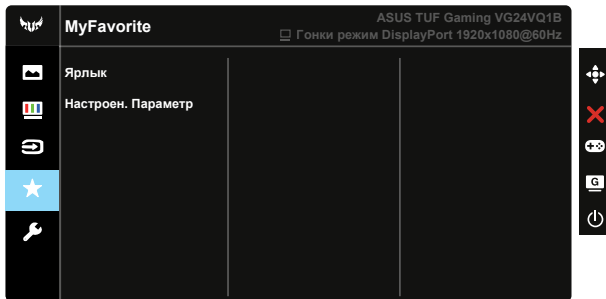 MyFavorite
ASUS TUF Gaming VG24VQ1B
Гонки режим DisplayPort 1920x1080@60Hz
Ярлык
Настроен. Параметр
G